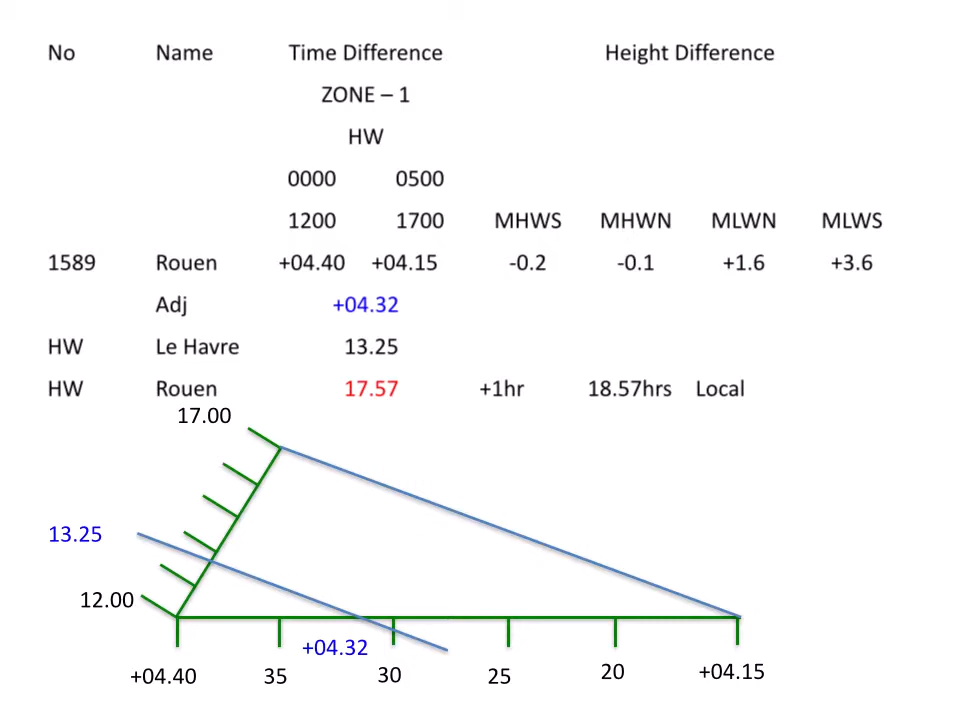 No Name Time Difference Height Difference
ZONE – 1
HW
0000 0500
1200 1700 MHWS MHWN MLWN MLWS
1589 Rouen +04.40 +04.15 -0.2 -0.1 +1.6 +3.6
Adj +04.32
HW Le Havre 13.25
HW Rouen 17.57 +1hr 18.57hrs Local
17.00
13.25
12.00
+04.32
+04.40 35 30 25 20 +04.15